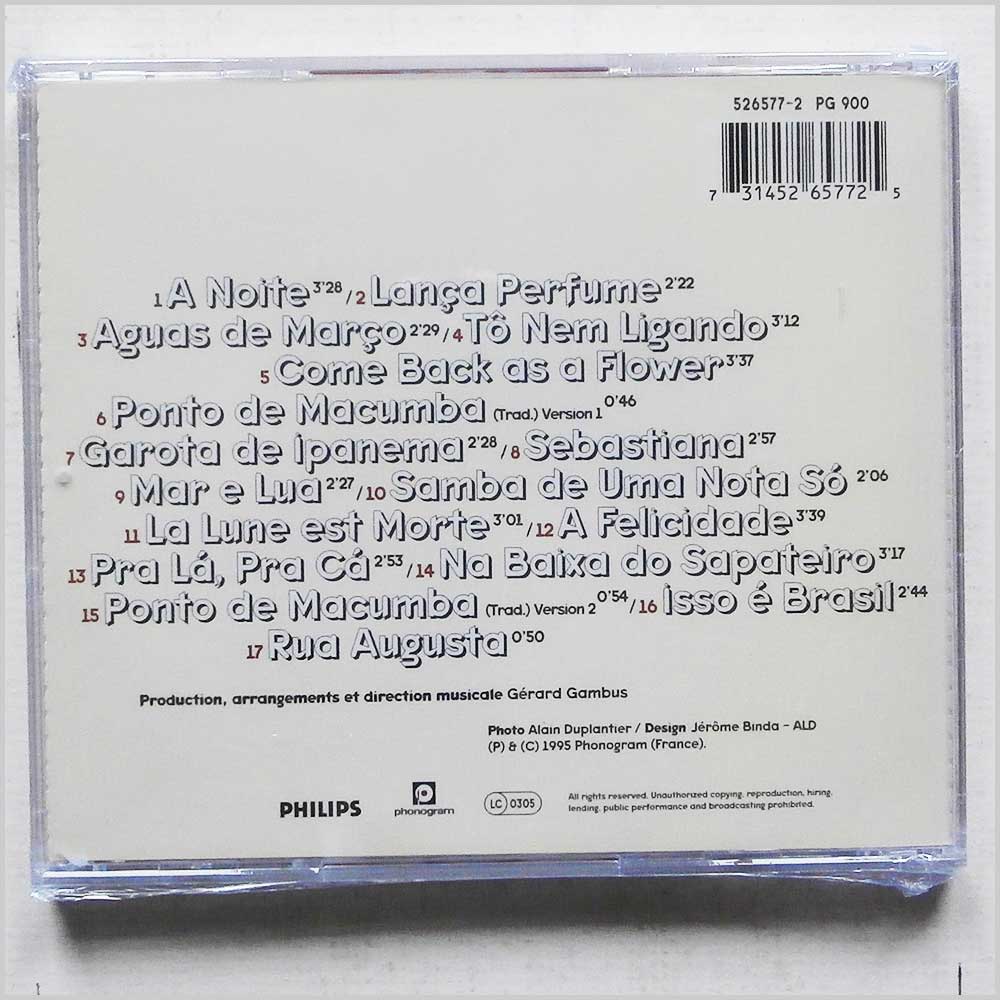 526577-2 PG 900
7 31452 65772 5
1 A Noite 3'28 / 2 Lança Perfume 2'22
3 Aguas de Março 2'29 / 4 Tô Nem Ligando 3'12
5 Come Back as a Flower 3'37
6 Ponto de Macumba (Trad.) Version 1 0'46
7 Garota de Ipanema 2'28 / 8 Sebastiana 2'57
9 Mar e Lua 2'27 / 10 Samba de Uma Nota Só 2'06
11 La Lune est Morte 3'01 / 12 A Felicidade 3'39
13 Pra Lá, Pra Cá 2'53 / 14 Na Baixa do Sapateiro 3'17
15 Ponto de Macumba (Trad.) Version 2 0'54 / 16 Isso é Brasil 2'44
17 Rua Augusta 0'50
Production, arrangements et direction musicale Gérard Gambus
Photo Alain Duplantier / Design Jérôme Binda - ALD
(P) & (C) 1995 Phonogram (France).
PHILIPS
phonogram
LC 0305
All rights reserved. Unauthorized copying, reproduction, hiring,
lending, public performance and broadcasting prohibited.